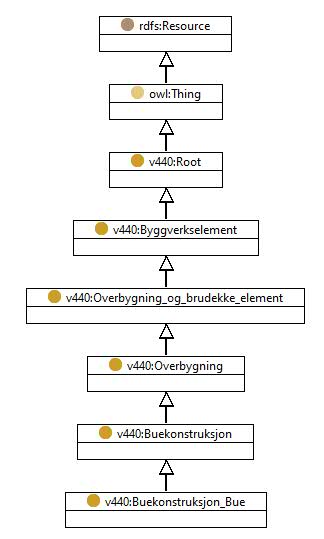 rdfs:Resource
owl:Thing
v440:Root
v440:Byggverkselement
v440:Overbygning_og_brudekke_element
v440:Overbygning
v440:Buekonstruksjon
v440:Buekonstruksjon_Bue